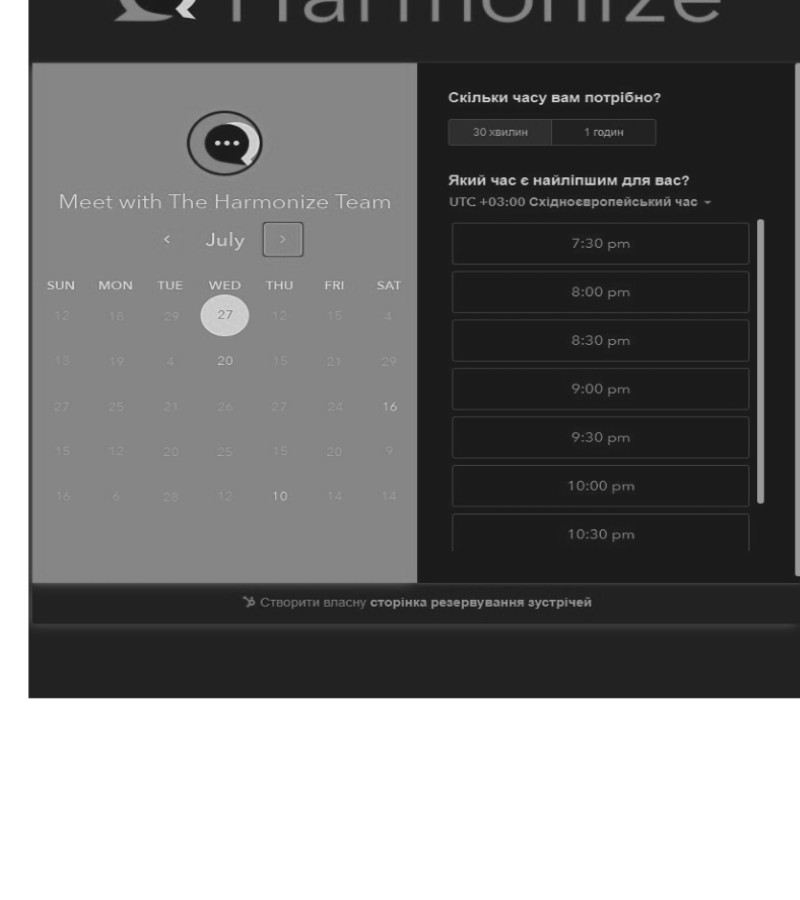 Harmonize
Meet with The Harmonize Team
‹ July ›
SUN MON TUE WED THU FRI SAT
12 18 29 27 12 15 4
13 19 4 20 15 21 29
27 25 21 26 27 24 16
15 12 20 25 15 20 9
16 6 28 12 10 14 14
Скільки часу вам потрібно?
30 хвилин 1 годин
Який час є найліпшим для вас?
UTC +03:00 Східноєвропейський час
7:30 pm
8:00 pm
8:30 pm
9:00 pm
9:30 pm
10:00 pm
10:30 pm
Створити власну сторінка резервування зустрічей